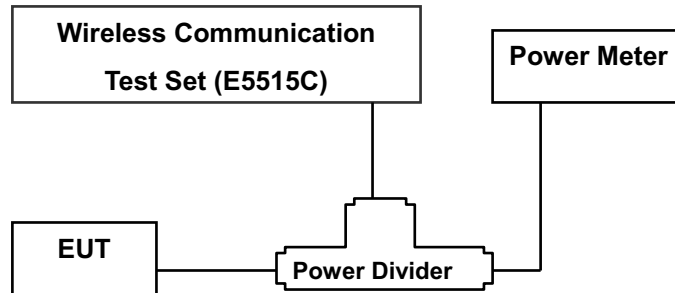 Wireless Communication
Test Set (E5515C)
Power Meter
EUT
Power Divider